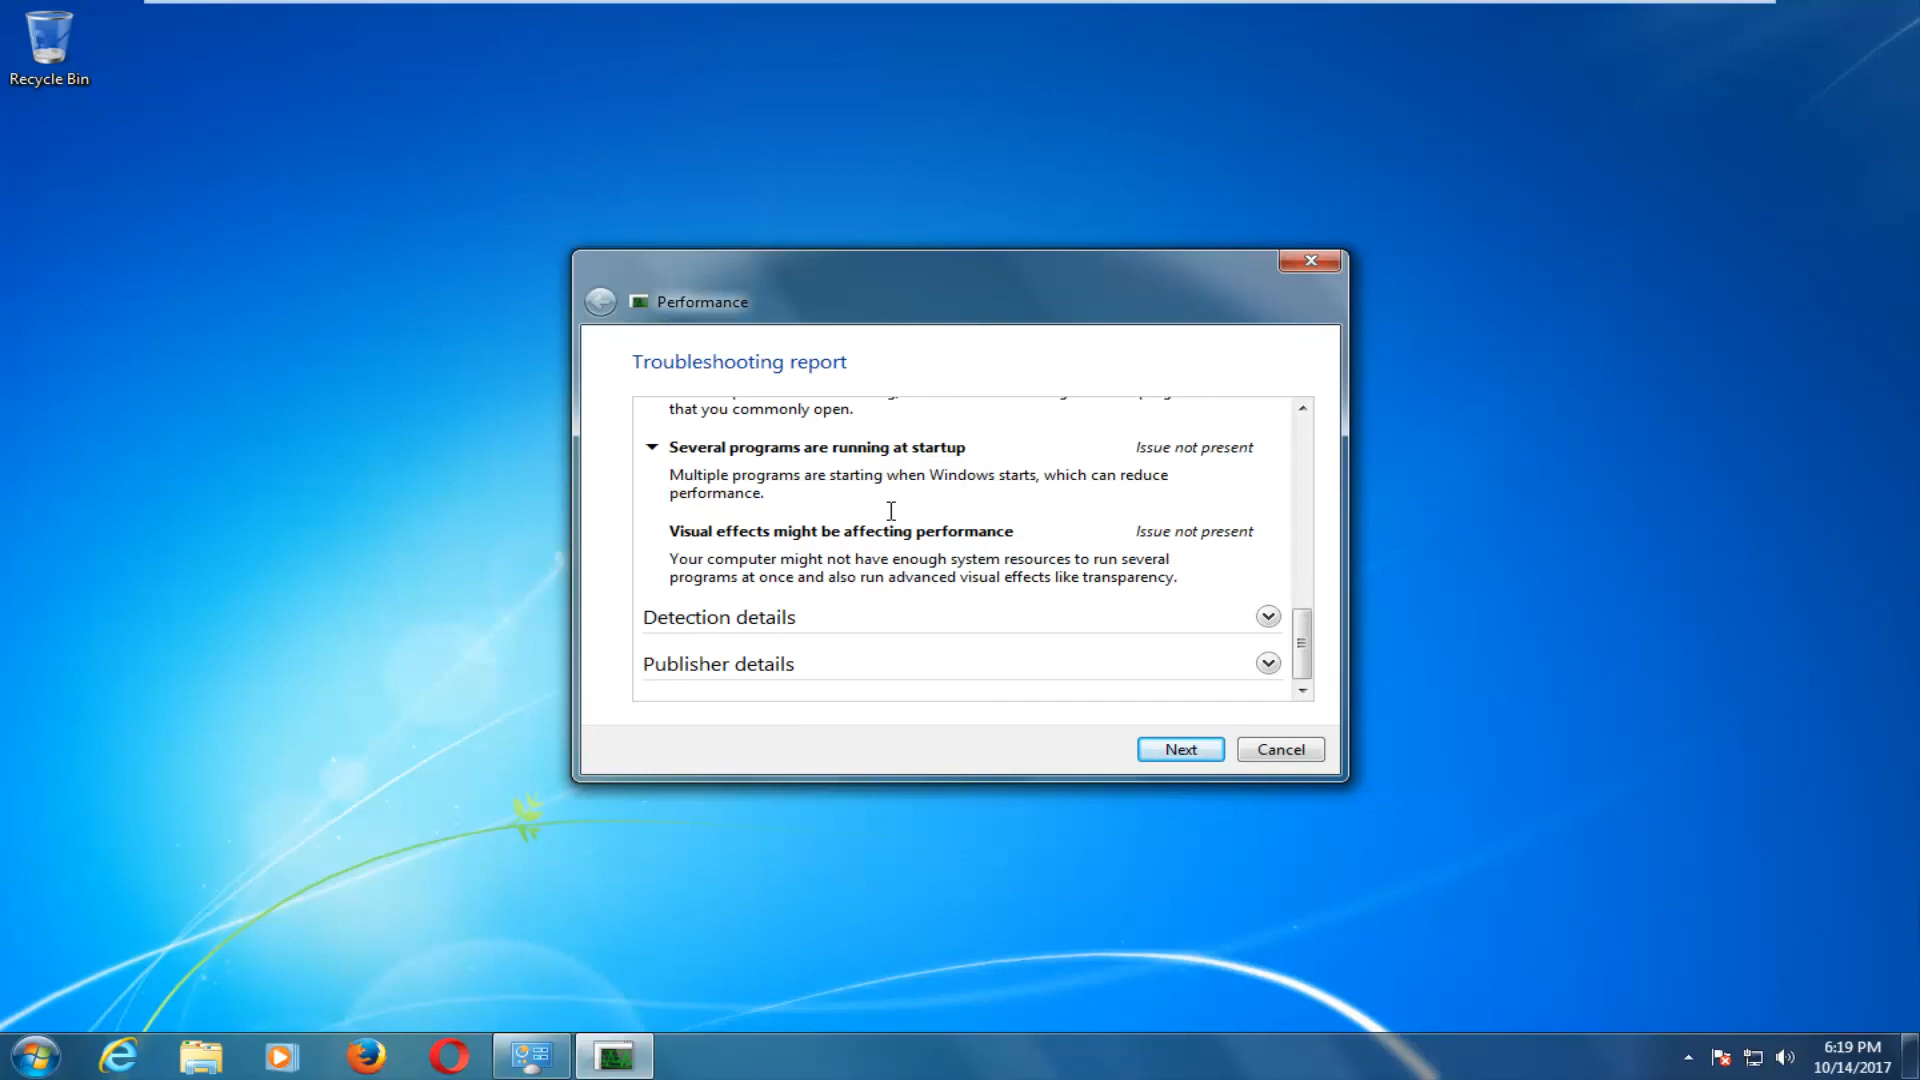 Recycle Bin
Performance
Troubleshooting report
that you commonly open.
Several programs are running at startup Issue not present
Multiple programs are starting when Windows starts, which can reduce
performance.
Visual effects might be affecting performance Issue not present
Your computer might not have enough system resources to run several
programs at once and also run advanced visual effects like transparency.
Detection details
Publisher details
Next Cancel
6:19 PM
10/14/2017